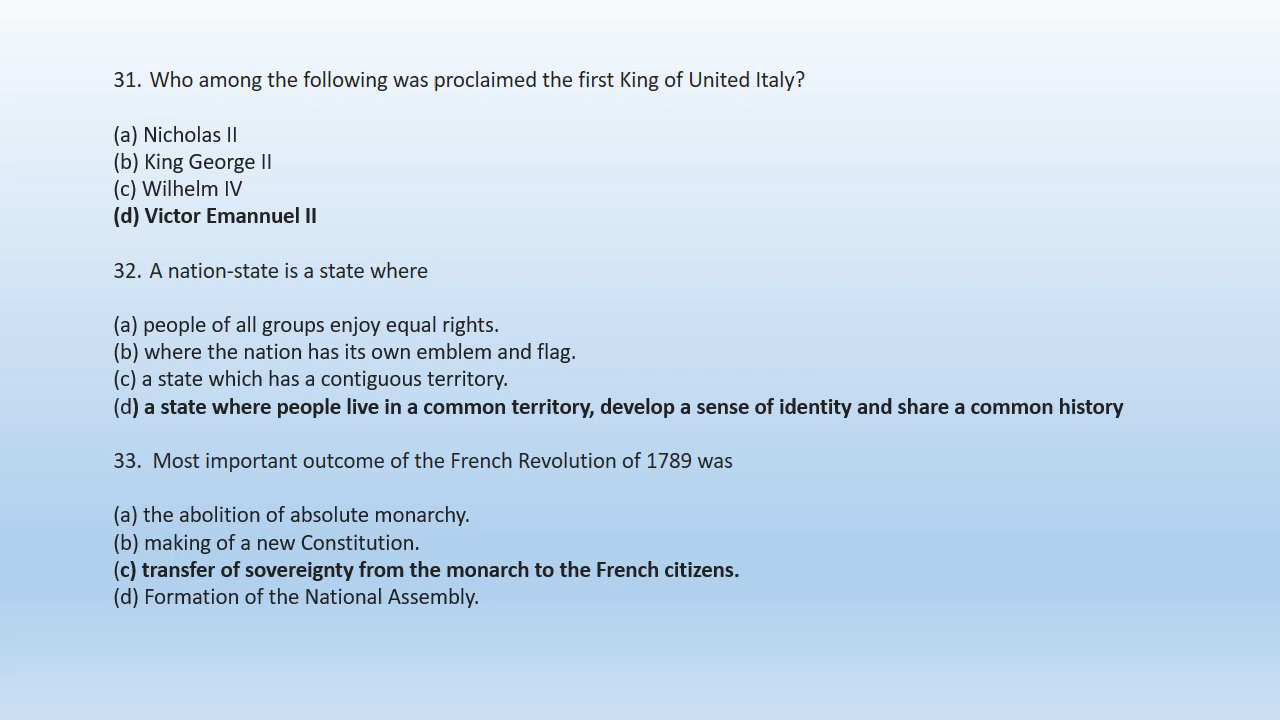 31. Who among the following was proclaimed the first King of United Italy?
(a) Nicholas II
(b) King George II
(c) Wilhelm IV
(d) Victor Emannuel II
32. A nation-state is a state where
(a) people of all groups enjoy equal rights.
(b) where the nation has its own emblem and flag.
(c) a state which has a contiguous territory.
(d) a state where people live in a common territory, develop a sense of identity and share a common history
33. Most important outcome of the French Revolution of 1789 was
(a) the abolition of absolute monarchy.
(b) making of a new Constitution.
(c) transfer of sovereignty from the monarch to the French citizens.
(d) Formation of the National Assembly.